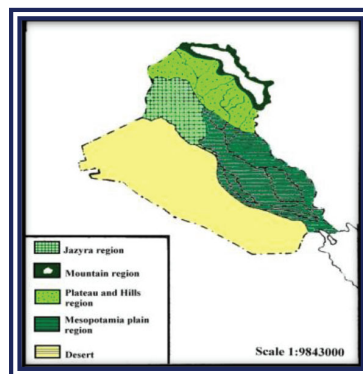 Jazyra region
Mountain region
Plateau and Hills
region
Mesopotamia plain
region
Desert
Scale 1:9843000